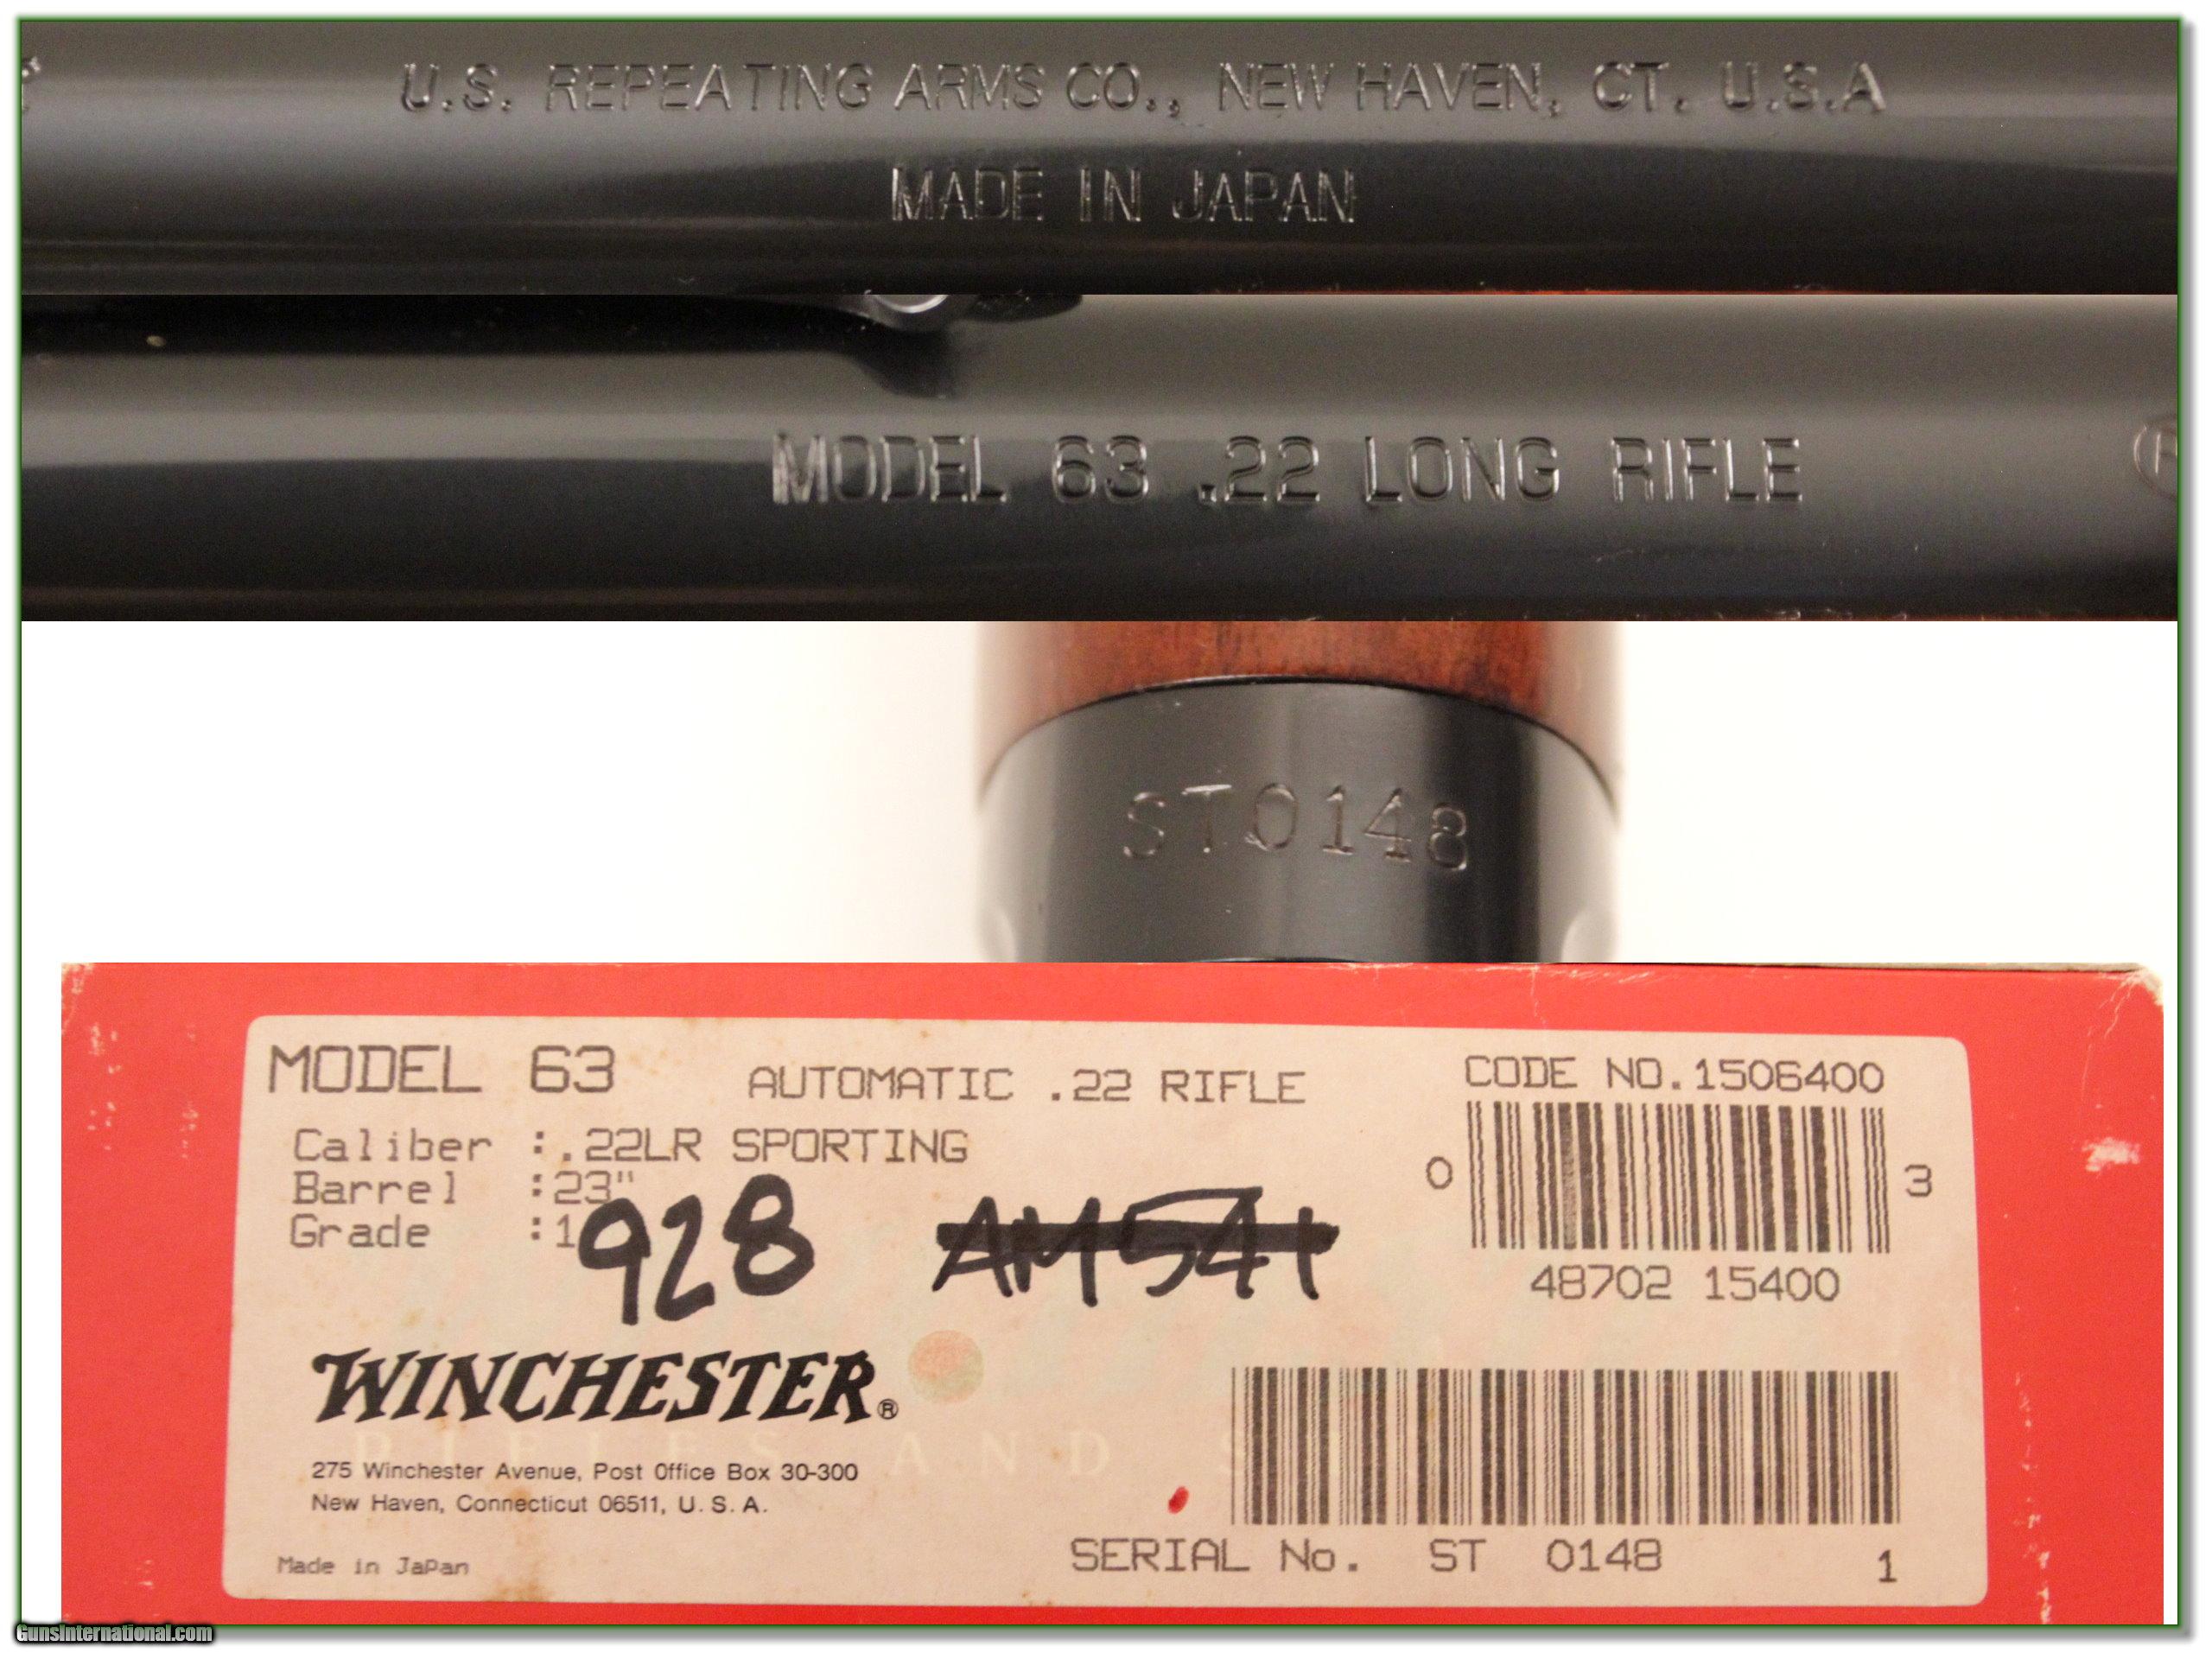 U.S. REPEATING ARMS CO., NEW HAVEN, CT. U.S.A
MADE IN JAPAN
MODEL 63 .22 LONG RIFLE
ST0148
MODEL 63 AUTOMATIC .22 RIFLE
CODE NO.1506400
Caliber :.22LR SPORTING
Barrel :23"
Grade :1
0 3
928 AM541
48702 15400
WINCHESTER®
RIFLES AND
275 Winchester Avenue, Post Office Box 30-300
New Haven, Connecticut 06511, U.S.A.
SERIAL No. ST 0148 1
Made in JaPan
GunsInternational.com